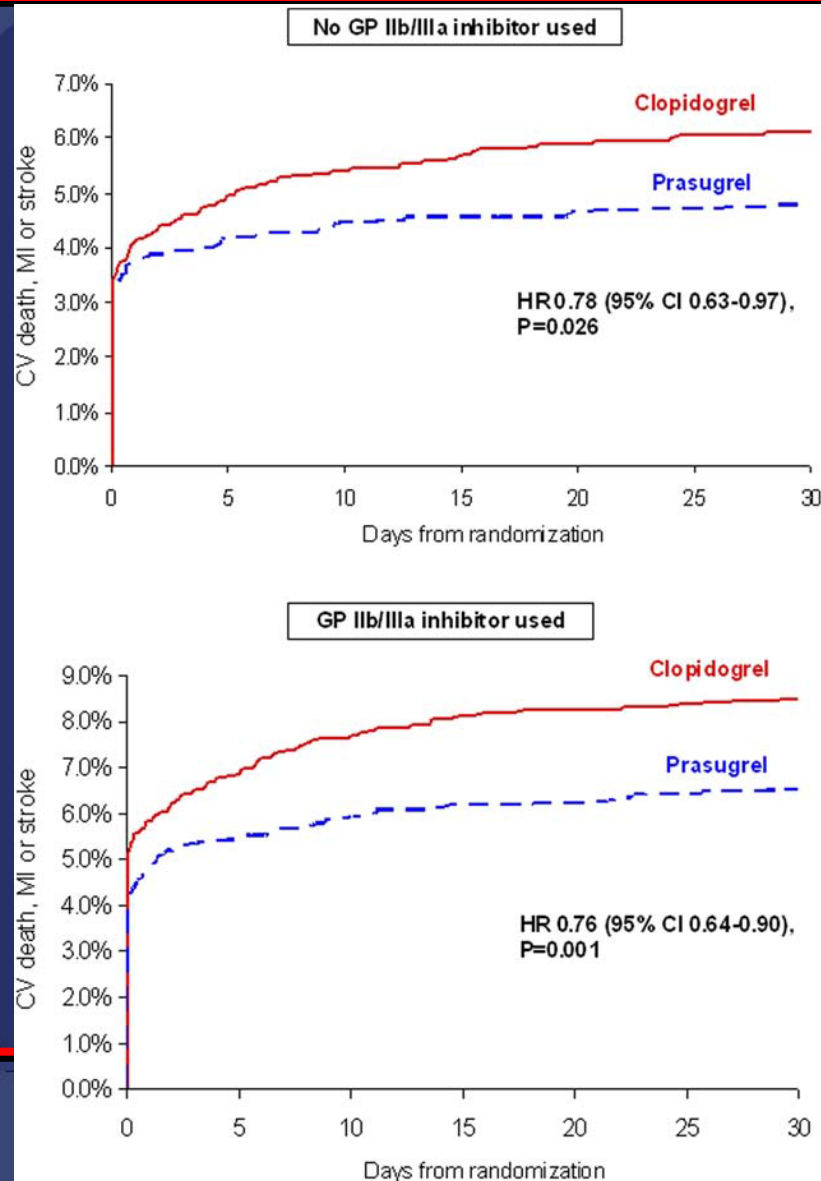 No GP IIb/IIIa inhibitor used
7.0%
6.0%
5.0%
4.0%
3.0%
2.0%
1.0%
0.0%
CV death, MI or stroke
Clopidogrel
Prasugrel
HR 0.78 (95% CI 0.63-0.97),
P=0.026
0 5 10 15 20 25 30
Days from randomization
GP IIb/IIIa inhibitor used
9.0%
8.0%
7.0%
6.0%
5.0%
4.0%
3.0%
2.0%
1.0%
0.0%
CV death, MI or stroke
Clopidogrel
Prasugrel
HR 0.76 (95% CI 0.64-0.90),
P=0.001
0 5 10 15 20 25 30
Days from randomization